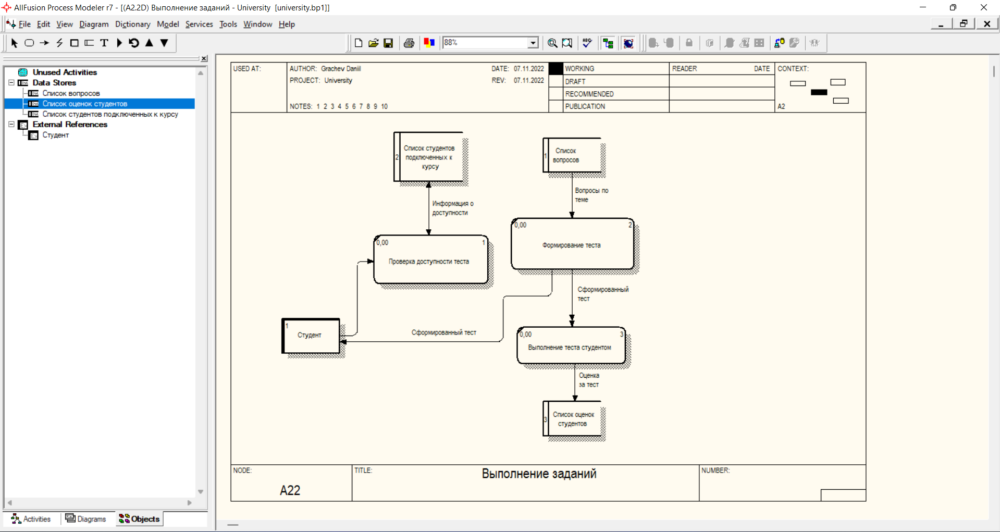 AllFusion Process Modeler r7 - [(A2.2D) Выполнение заданий - University  [university.bp1]]
File Edit View Diagram Dictionary Model Services Tools Window Help
T 88% ABC
Unused Activities
Data Stores
Список вопросов
Список оценок студентов
Список студентов подключенных к курсу
External References
Студент
Activities Diagrams Objects
USED AT:
AUTHOR: Grachev Daniil
DATE: 07.11.2022
PROJECT: University
REV: 07.11.2022
NOTES: 1 2 3 4 5 6 7 8 9 10
WORKING
DRAFT
RECOMMENDED
PUBLICATION
READER DATE
CONTEXT:
A2
2
Список студентов
подключенных к
курсу
1
Список
вопросов
Информация о
доступности
Вопросы по
теме
0,00 1
Проверка доступности теста
0,00 2
Формирование теста
Сформированный
тест
1
Студент
Сформированный тест
0,00 3
Выполнение теста студентом
Оценка
за тест
3
Список оценок
студентов
NODE:
A22
TITLE:
Выполнение заданий
NUMBER: